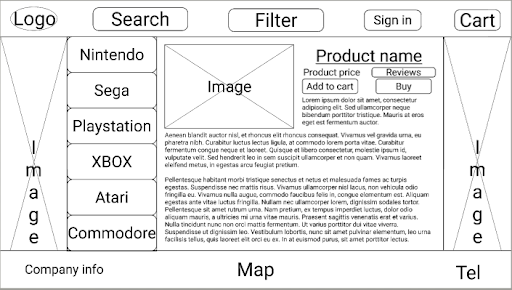 Logo
Search
Filter
Sign in
Cart
Image
Nintendo
Sega
Playstation
XBOX
Atari
Commodore
Image
Product name
Product price
Reviews
Add to cart
Buy
Lorem ipsum dolor sit amet, consectetur
adipiscing elit. Sed ullamcorper neque
bibendum porttitor tristique. Mauris at eros
eget est fermentum auctor.
Aenean blandit auctor nisl, et rhoncus elit rhoncus consequat. Vivamus vel gravida urna, eu
pharetra nibh. Curabitur luctus lectus ligula, at commodo lorem porta vitae. Curabitur
fermentum congue neque et laoreet. Quisque et libero consectetur, molestie ipsum id,
vulputate velit. Sed hendrerit leo in sem suscipit ullamcorper et non quam. Vivamus laoreet
eleifend metus, in egestas arcu feugiat pretium.
Pellentesque habitant morbi tristique senectus et netus et malesuada fames ac turpis
egestas. Suspendisse nec mattis risus. Vivamus ullamcorper nisl lacus, non vehicula odio
fringilla eu. Vivamus nulla augue, commodo faucibus felis in, congue elementum est. Aliquam
egestas ante vitae luctus fringilla. Nullam nec ullamcorper lorem, dignissim sodales tortor.
Proin at nisl at nisi rutrum urna. Nam pretium, ex tempus imperdiet luctus, dolor odio
aliquam mauris, a ultricies mi urna vitae mauris. Praesent sagittis venenatis erat et varius.
Nulla tincidunt nunc non orci mattis fermentum. Ut varius porttitor dui vitae viverra.
Suspendisse ut dignissim leo. Vestibulum lobortis, nunc sit amet pulvinar elementum, leo urna
facilisis tellus, quis laoreet elit orci eu ex. In at euismod purus, sit amet porttitor lectus.
Image
Company info
Map
Tel